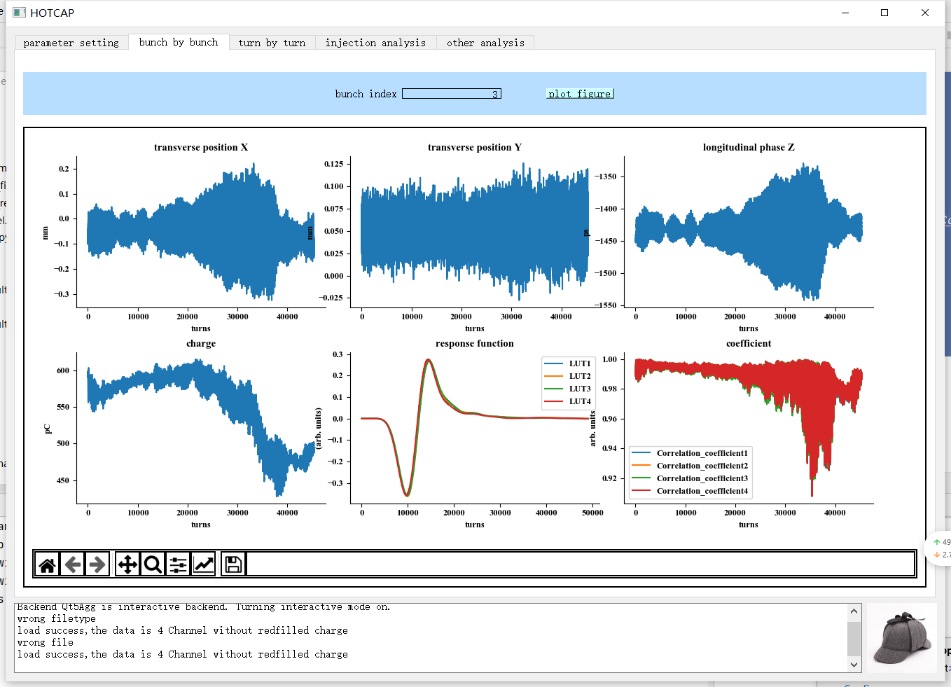 HOTCAP
parameter setting
bunch by bunch
turn by turn
injection analysis
other analysis
bunch index 3 plot figure
transverse position X
0.2
0.1
0.0
−0.1
−0.2
−0.3
mm
0 10000 20000 30000 40000
turns
transverse position Y
0.125
0.100
0.075
0.050
0.025
0.000
−0.025
mm
0 10000 20000 30000 40000
turns
longitudinal phase Z
−1350
−1400
−1450
−1500
−1550
ps
0 10000 20000 30000 40000
turns
charge
600
550
500
450
pC
0 10000 20000 30000 40000
turns
response function
0.3
0.2
0.1
0.0
−0.1
−0.2
−0.3
(arb. units)
LUT1
LUT2
LUT3
LUT4
0 10000 20000 30000 40000 50000
turns
coefficient
1.00
0.98
0.96
0.94
0.92
arb. units
Correlation_coefficient1
Correlation_coefficient2
Correlation_coefficient3
Correlation_coefficient4
0 10000 20000 30000 40000
turns
Backend Qt5Agg is interactive backend. Turning interactive mode on.
wrong filetype
load success,the data is 4 Channel without redfilled charge
wrong file
load success,the data is 4 Channel without redfilled charge